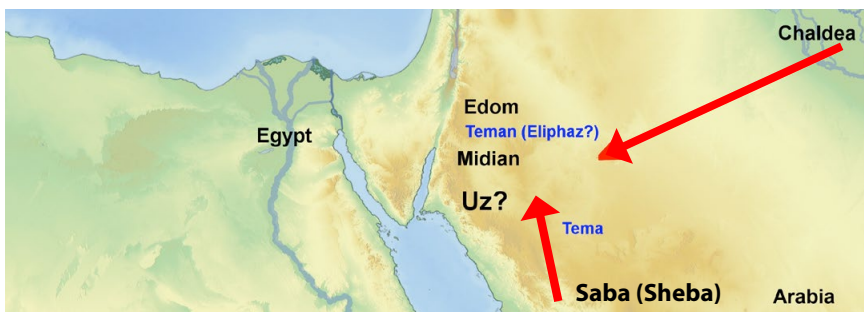 Chaldea
Edom
Teman (Eliphaz?)
Egypt
Midian
Uz?
Tema
Saba (Sheba)
Arabia